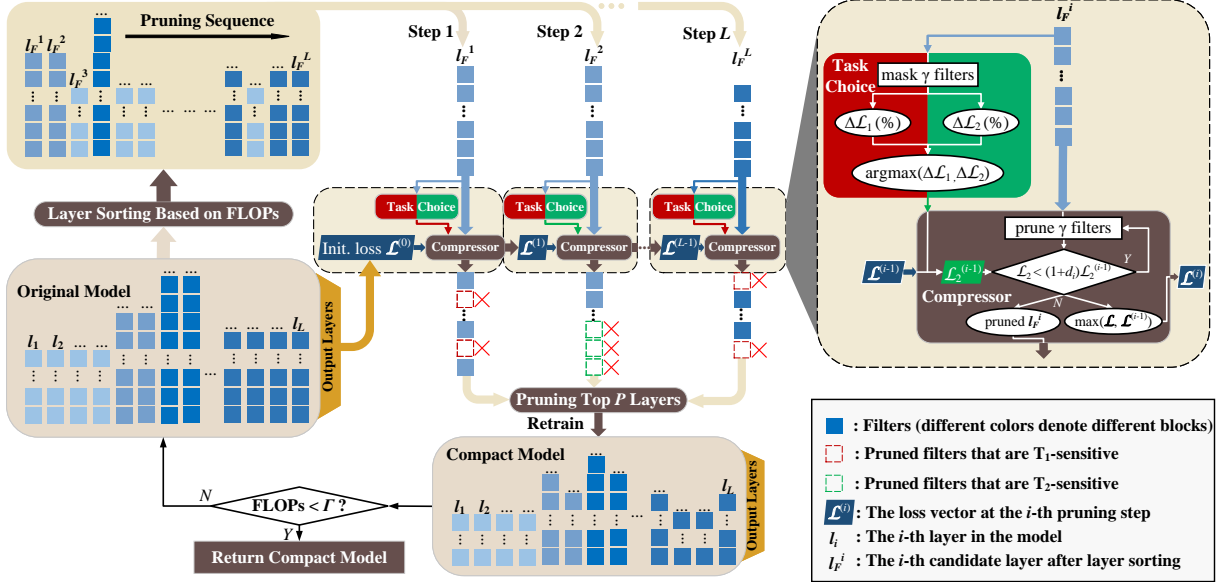 Pruning Sequence
l_F^1 l_F^2
l_F^3
...
...
...
...
l_F^L
... ... ...
Layer Sorting Based on FLOPs
Original Model
l_1 l_2 ... ...
... ...
... ...
... ... ... l_L
...
Output Layers
Step 1
l_F^1
Step 2
l_F^2
Step L
l_F^L
Task Choice
Task Choice
Task Choice
Init. loss ℒ^(0)
Compressor
ℒ^(1)
Compressor
...
ℒ^(L-1)
Compressor
Pruning Top P Layers
Retrain
Compact Model
l_1 l_2 ... ...
... ...
... ...
...
... ... ... l_L
Output Layers
FLOPs < Γ ?
N
Y
Return Compact Model
l_F^i
Task
Choice
mask γ filters
Δℒ_1 (%)
Δℒ_2 (%)
argmax(Δℒ_1, Δℒ_2)
prune γ filters
ℒ^(i-1)
ℒ_2^(i-1)
ℒ_2 < (1+d_i)ℒ_2^(i-1)
Y
ℒ^(i)
Compressor
N
pruned l_F^i
max(ℒ, ℒ^(i-1))
: Filters (different colors denote different blocks)
: Pruned filters that are T_1-sensitive
: Pruned filters that are T_2-sensitive
ℒ^(i) : The loss vector at the i-th pruning step
l_i : The i-th layer in the model
l_F^i : The i-th candidate layer after layer sorting